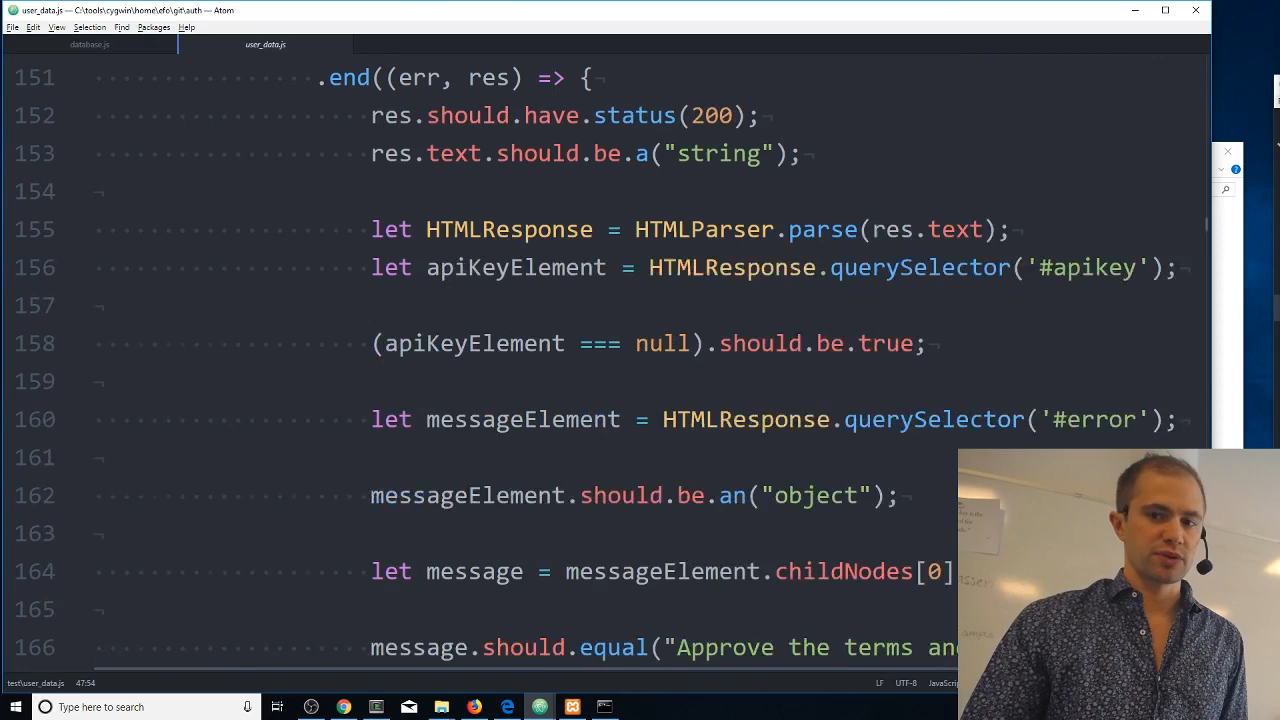 user_data.js — C:\tools\cygwin\home\efo\git\auth — Atom
File Edit View Selection Find Packages Help
database.js user_data.js
151 .end((err, res) => {
152 res.should.have.status(200);
153 res.text.should.be.a("string");
154
155 let HTMLResponse = HTMLParser.parse(res.text);
156 let apiKeyElement = HTMLResponse.querySelector('#apikey');
157
158 (apiKeyElement === null).should.be.true;
159
160 let messageElement = HTMLResponse.querySelector('#error');
161
162 messageElement.should.be.an("object");
163
164 let message = messageElement.childNodes[0]
165
166 message.should.equal("Approve the terms an
test\user_data.js 47:54 LF UTF-8 JavaScri
Type here to search